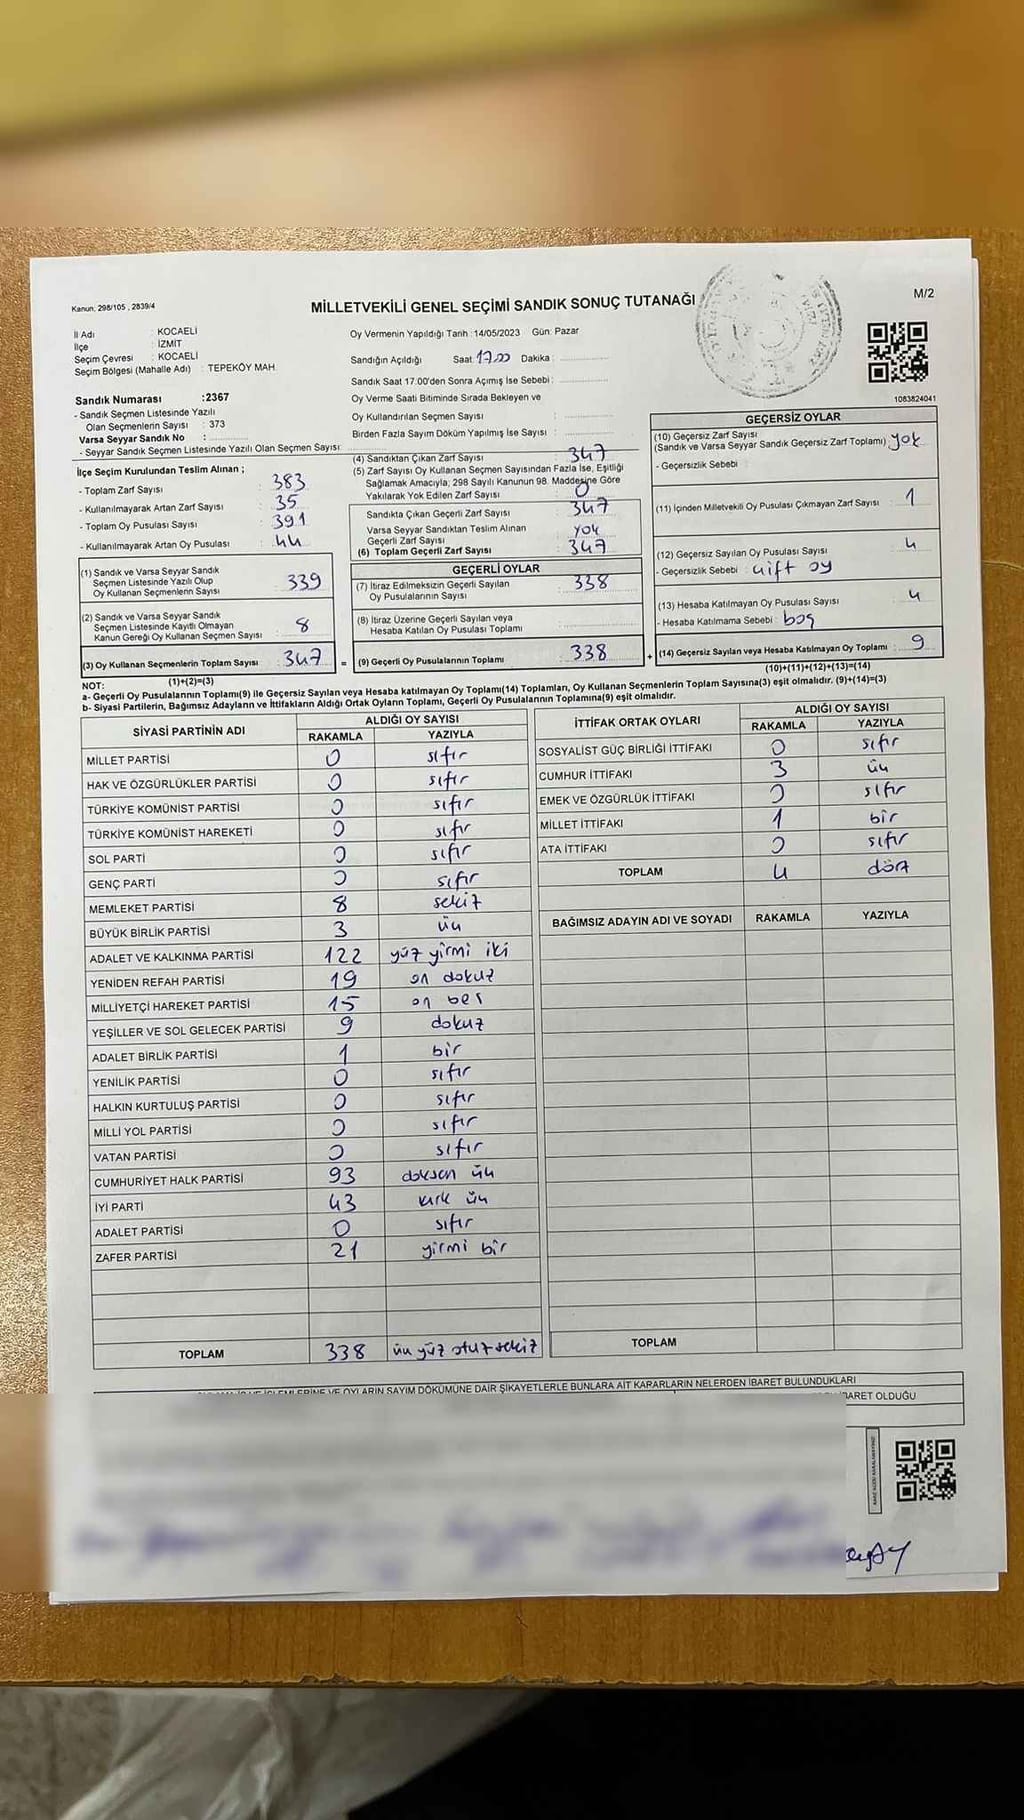 Kanun: 298/105 , 2839/4
MİLLETVEKİLİ GENEL SEÇİMİ SANDIK SONUÇ TUTANAĞI
M/2
İl Adı : KOCAELİ
İlçe : İZMİT
Seçim Çevresi : KOCAELİ
Seçim Bölgesi (Mahalle Adı) : TEPEKÖY MAH.
Oy Vermenin Yapıldığı Tarih : 14/05/2023 Gün: Pazar
Sandığın Açıldığı Saat: 17.00 Dakika :
Sandık Saat 17:00'den Sonra Açımış İse Sebebi :
Sandık Numarası :2367
- Sandık Seçmen Listesinde Yazılı
Olan Seçmenlerin Sayısı : 373
Varsa Seyyar Sandık No :
- Seyyar Sandık Seçmen Listesinde Yazılı Olan Seçmen Sayısı:
Oy Verme Saati Bitiminde Sırada Bekleyen ve
Oy Kullandırılan Seçmen Sayısı :
Birden Fazla Sayım Döküm Yapılmış İse Sayısı :
1083824041
İlçe Seçim Kurulundan Teslim Alınan ;
- Toplam Zarf Sayısı : 383
- Kullanılmayarak Artan Zarf Sayısı : 35
- Toplam Oy Pusulası Sayısı : 391
- Kullanılmayarak Artan Oy Pusulası : 44
(4) Sandıktan Çıkan Zarf Sayısı : 347
(5) Zarf Sayısı Oy Kullanan Seçmen Sayısından Fazla İse, Eşitliği
Sağlamak Amacıyla; 298 Sayılı Kanunun 98. Maddesine Göre
Yakılarak Yok Edilen Zarf Sayısı : 0
Sandıkta Çıkan Geçerli Zarf Sayısı : 347
Varsa Seyyar Sandıktan Teslim Alınan
Geçerli Zarf Sayısı : yok
(6) Toplam Geçerli Zarf Sayısı : 347
GEÇERSİZ OYLAR
(10) Geçersiz Zarf Sayısı
(Sandık ve Varsa Seyyar Sandık Geçersiz Zarf Toplamı) : yok
- Geçersizlik Sebebi :
(11) İçinden Milletvekili Oy Pusulası Çıkmayan Zarf Sayısı : 1
(12) Geçersiz Sayılan Oy Pusulası Sayısı : 4
- Geçersizlik Sebebi : çift oy
(13) Hesaba Katılmayan Oy Pusulası Sayısı : 4
- Hesaba Katılmama Sebebi : boş
(14) Geçersiz Sayılan veya Hesaba Katılmayan Oy Toplamı : 9
(10)+(11)+(12)+(13)=(14)
(1) Sandık ve Varsa Seyyar Sandık
Seçmen Listesinde Yazılı Olup
Oy Kullanan Seçmenlerin Sayısı : 339
(2) Sandık ve Varsa Seyyar Sandık
Seçmen Listesinde Kayıtlı Olmayan
Kanun Gereği Oy Kullanan Seçmen Sayısı : 8
(3) Oy Kullanan Seçmenlerin Toplam Sayısı : 347
(1)+(2)=(3)
GEÇERLİ OYLAR
(7) İtiraz Edilmeksizin Geçerli Sayılan
Oy Pusulalarının Sayısı : 338
(8) İtiraz Üzerine Geçerli Sayılan veya
Hesaba Katılan Oy Pusulası Toplamı :
= (9) Geçerli Oy Pusulalarının Toplamı : 338 +
NOT:
a- Geçerli Oy Pusulalarının Toplamı(9) ile Geçersiz Sayılan veya Hesaba katılmayan Oy Toplamı(14) Toplamları, Oy Kullanan Seçmenlerin Toplam Sayısına(3) eşit olmalıdır. (9)+(14)=(3)
b- Siyasi Partilerin, Bağımsız Adayların ve İttifakların Aldığı Ortak Oyların Toplamı, Geçerli Oy Pusulalarının Toplamına(9) eşit olmalıdır.
SİYASİ PARTİNİN ADI ALDIĞI OY SAYISI
RAKAMLA YAZIYLA
MİLLET PARTİSİ 0 sıfır
HAK VE ÖZGÜRLÜKLER PARTİSİ 0 sıfır
TÜRKİYE KOMÜNİST PARTİSİ 0 sıfır
TÜRKİYE KOMÜNİST HAREKETİ 0 sıfır
SOL PARTİ 0 sıfır
GENÇ PARTİ 0 sıfır
MEMLEKET PARTİSİ 8 sekiz
BÜYÜK BİRLİK PARTİSİ 3 üç
ADALET VE KALKINMA PARTİSİ 122 yüz yirmi iki
YENİDEN REFAH PARTİSİ 19 on dokuz
MİLLİYETÇİ HAREKET PARTİSİ 15 on beş
YEŞİLLER VE SOL GELECEK PARTİSİ 9 dokuz
ADALET BİRLİK PARTİSİ 1 bir
YENİLİK PARTİSİ 0 sıfır
HALKIN KURTULUŞ PARTİSİ 0 sıfır
MİLLİ YOL PARTİSİ 0 sıfır
VATAN PARTİSİ 0 sıfır
CUMHURİYET HALK PARTİSİ 93 doksan üç
İYİ PARTİ 43 kırk üç
ADALET PARTİSİ 0 sıfır
ZAFER PARTİSİ 21 yirmi bir
TOPLAM 338 üç yüz otuz sekiz
İTTİFAK ORTAK OYLARI ALDIĞI OY SAYISI
RAKAMLA YAZIYLA
SOSYALİST GÜÇ BİRLİĞİ İTTİFAKI 0 sıfır
CUMHUR İTTİFAKI 3 üç
EMEK VE ÖZGÜRLÜK İTTİFAKI 0 sıfır
MİLLET İTTİFAKI 1 bir
ATA İTTİFAKI 0 sıfır
TOPLAM 4 dört
BAĞIMSIZ ADAYIN ADI VE SOYADI RAKAMLA YAZIYLA
TOPLAM
VE OYLARIN SAYIM DÖKÜMÜNE DAİR ŞİKAYETLERLE BUNLARA AİT KARARLARIN NELERDEN İBARET BULUNDUKLARI
İBARET OLDUĞU